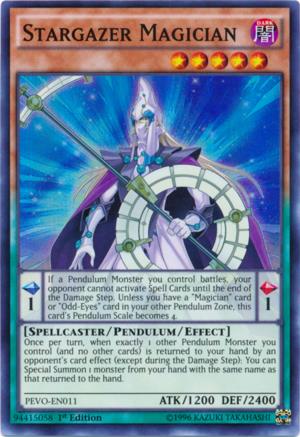 STARGAZER MAGICIAN
DARK
闇
If a Pendulum Monster you control battles, your
opponent cannot activate Spell Cards until the end of
the Damage Step. Unless you have a "Magician" card
or "Odd-Eyes" card in your other Pendulum Zone, this
card's Pendulum Scale becomes 4.
1
1
[SPELLCASTER/PENDULUM/EFFECT]
Once per turn, when exactly 1 other Pendulum Monster you
control (and no other cards) is returned to your hand by an
opponent's card effect (except during the Damage Step): You can
Special Summon 1 monster from your hand with the same name as
that returned to the hand.
PEVO-EN011
ATK/1200 DEF/2400
94415058 1st Edition
©1996 KAZUKI TAKAHASHI